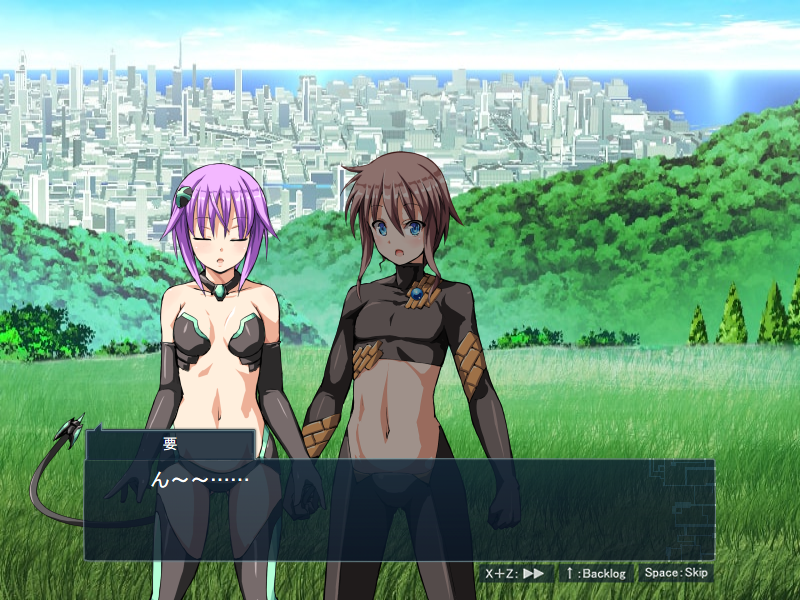 要
ん～～……
X+Z:▶▶ ↑:Backlog Space:Skip